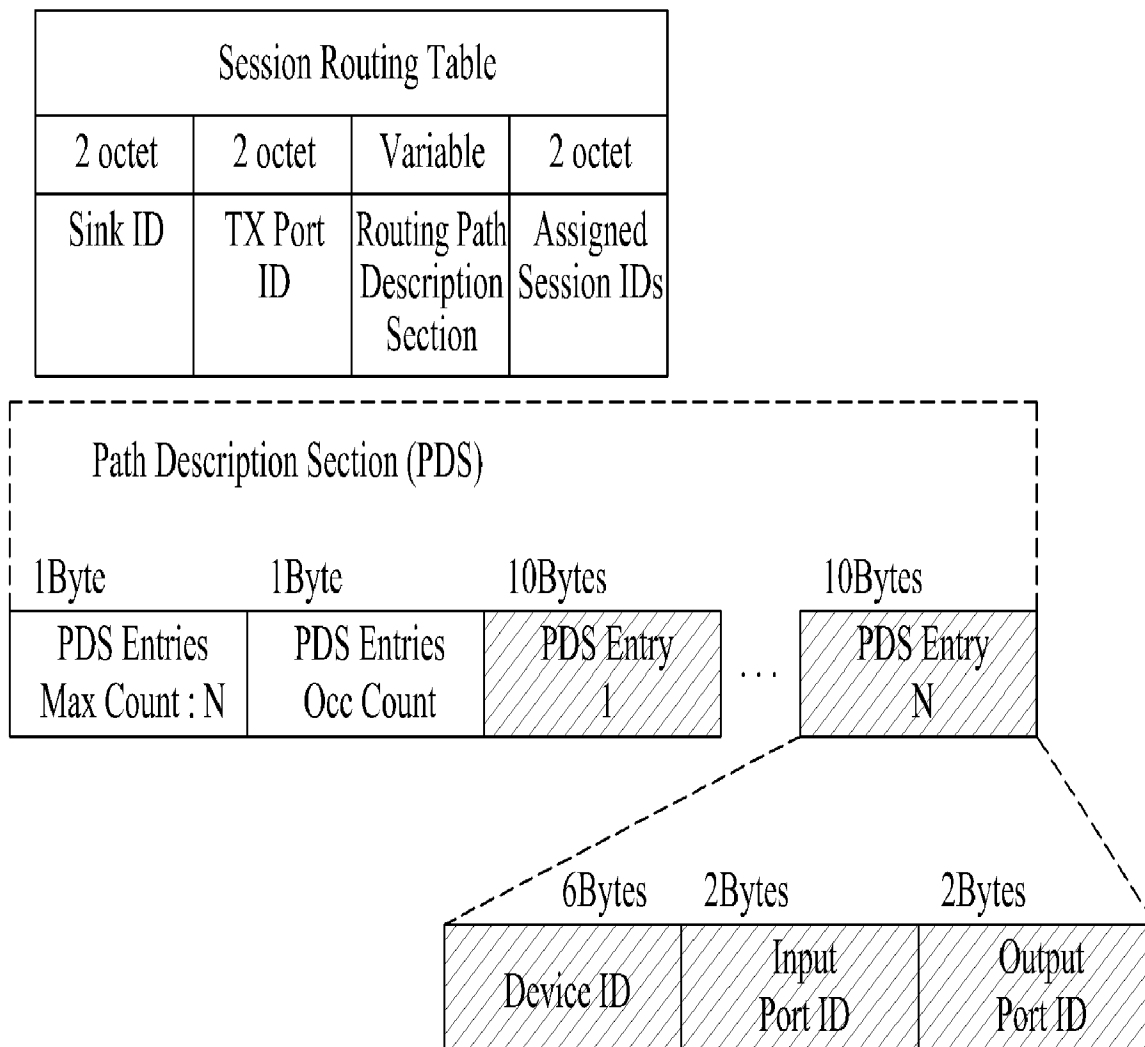 Session Routing Table
2 octet 2 octet Variable 2 octet
Sink ID TX Port ID Routing Path Description Section Assigned Session IDs
Path Description Section (PDS)
1Byte 1Byte 10Bytes 10Bytes
PDS Entries Max Count : N PDS Entries Occ Count PDS Entry 1 ... PDS Entry N
6Bytes 2Bytes 2Bytes
Device ID Input Port ID Output Port ID